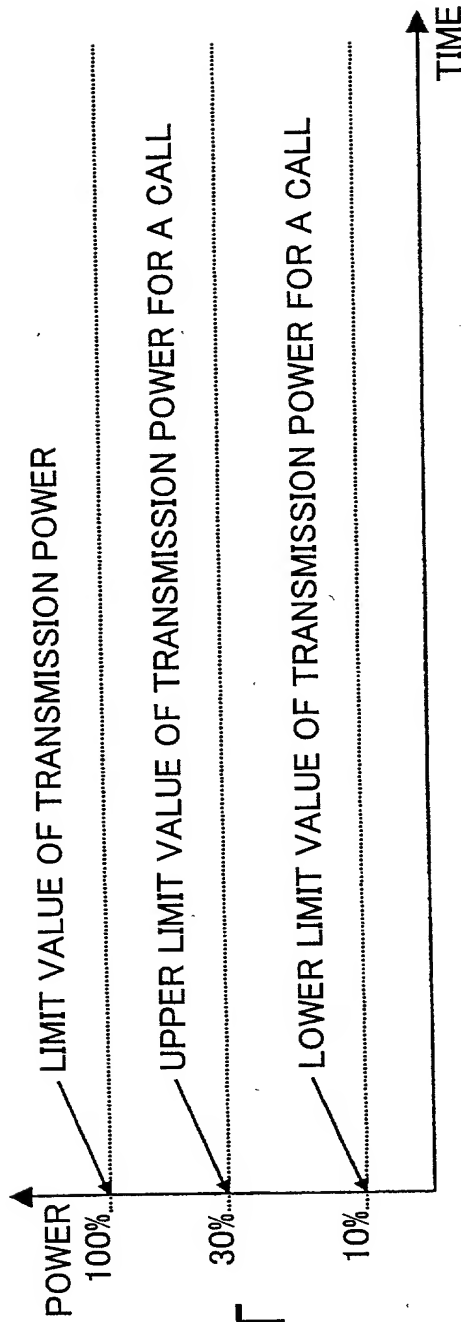 POWER
100%
LIMIT VALUE OF TRANSMISSION POWER
30%
UPPER LIMIT VALUE OF TRANSMISSION POWER FOR A CALL
10%
LOWER LIMIT VALUE OF TRANSMISSION POWER FOR A CALL
TIME